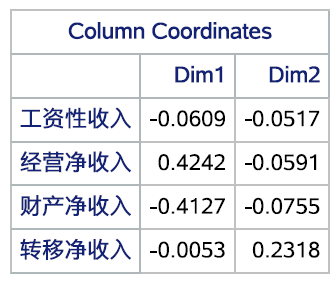 Column Coordinates
Dim1 Dim2
工资性收入 -0.0609 -0.0517
经营净收入 0.4242 -0.0591
财产净收入 -0.4127 -0.0755
转移净收入 -0.0053 0.2318